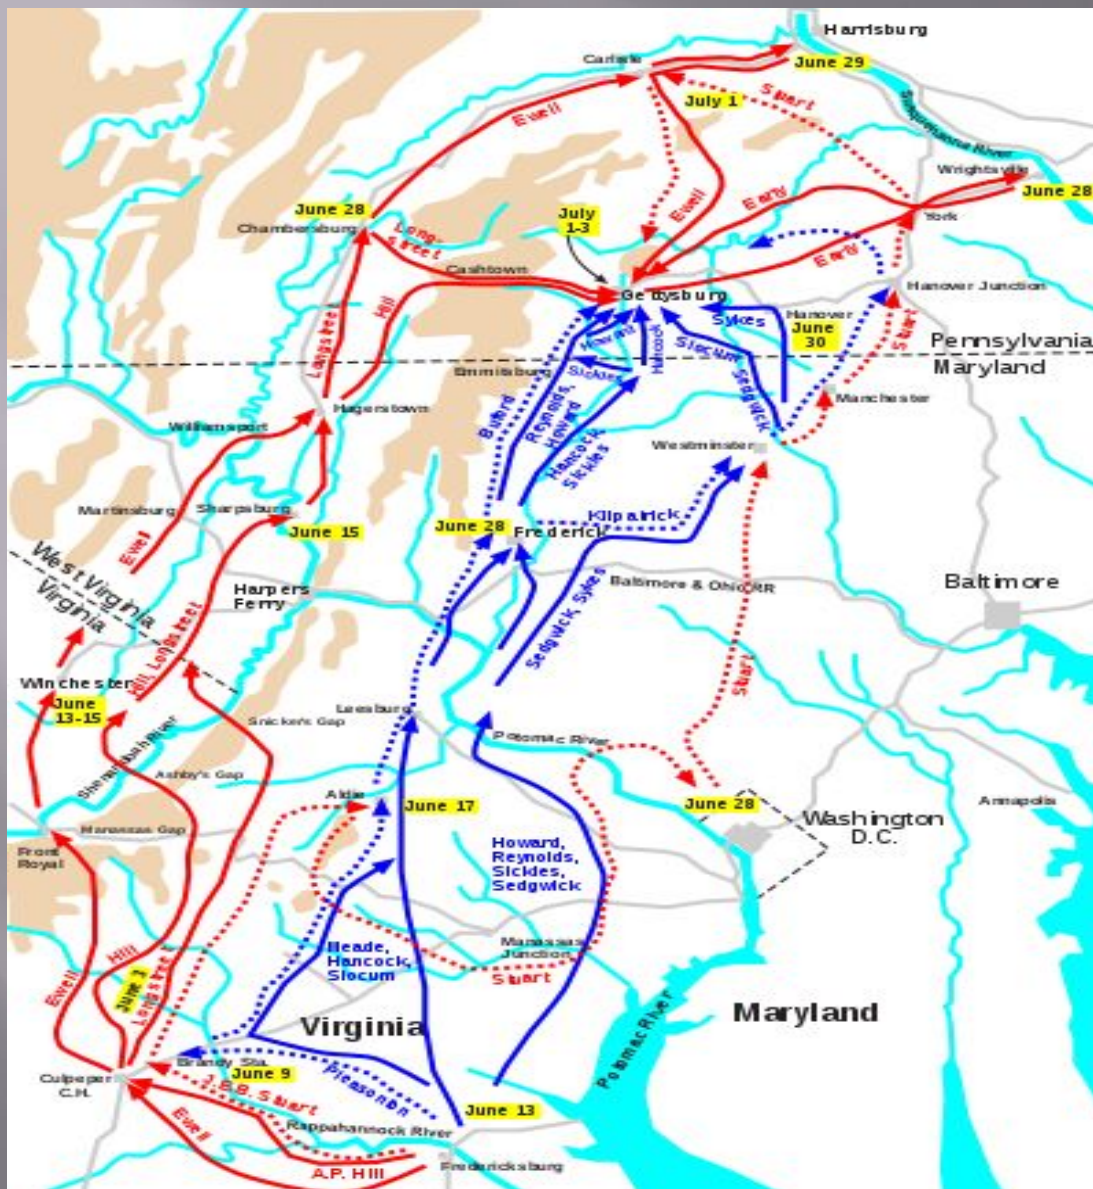 Harrisburg
Carlisle
June 29
July 1
Stuart
Ewell
Susquehanna River
Wrightsville
June 28
June 28
Chambersburg
Long-
street
July
1-3
Ewell
Early
York
Cashtown
Early
Hill
Gettysburg
Hanover Junction
Longstreet
Howard
Hancock
Sykes
Hanover
June
30
Stuart
Slocum
Pennsylvania
Maryland
Emmitsburg
Sickles
Sedgwick
Hagerstown
Buford
Reynolds,
Howard
Manchester
Williamsport
Hancock,
Sickles
Westminster
Martinsburg
Sharpsburg
June 15
June 28
Frederick
Kilpatrick
Ewell
West Virginia
Virginia
Harpers
Ferry
Baltimore & Ohio RR
Baltimore
Hill, Longstreet
Sedgwick, Sykes
Stuart
Winchester
June
13-15
Snicker's Gap
Leesburg
Potomac River
Shenandoah River
Ashby's Gap
Aldie
June 17
June 28
Annapolis
Manassas Gap
Front
Royal
Washington
D.C.
Howard,
Reynolds,
Sickles,
Sedgwick
Ewell
Hill
June 3
Longstreet
Meade,
Hancock,
Slocum
Manassas
Junction
Stuart
Virginia
Maryland
Potomac River
Brandy Sta.
Culpeper
C.H.
June 9
J.E.B. Stuart
Pleasonton
June 13
Ewell
Rappahannock River
A.P. Hill
Fredericksburg